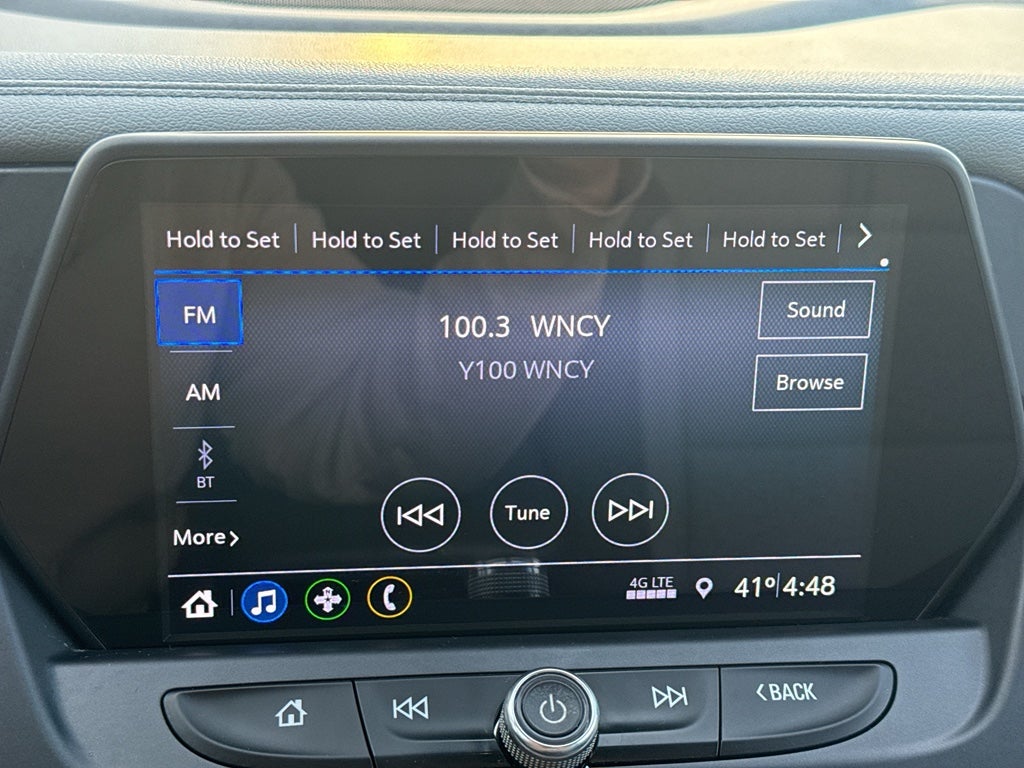 Hold to Set Hold to Set Hold to Set Hold to Set Hold to Set
FM
Sound
100.3 WNCY
Y100 WNCY
Browse
AM
BT
Tune
More
4G LTE
41° 4:48
BACK